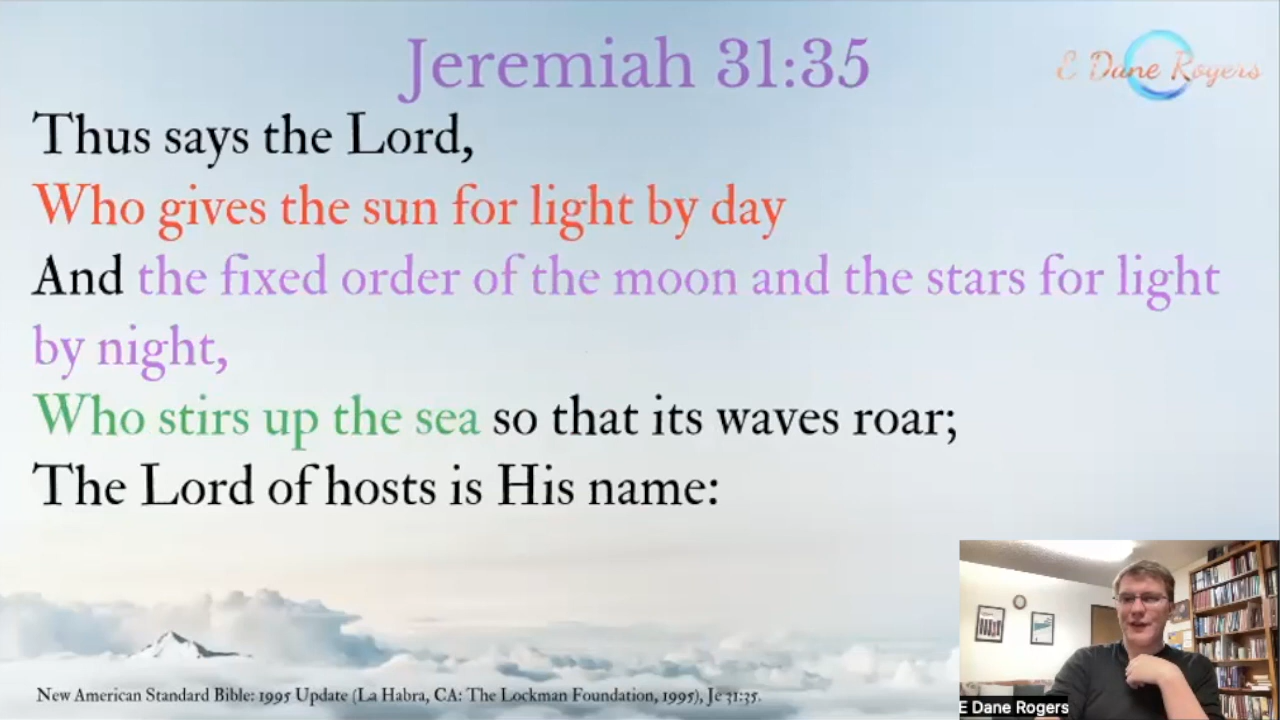 Jeremiah 31:35
E Dane Rogers
Thus says the Lord,
Who gives the sun for light by day
And the fixed order of the moon and the stars for light
by night,
Who stirs up the sea so that its waves roar;
The Lord of hosts is His name:
New American Standard Bible: 1995 Update (La Habra, CA: The Lockman Foundation, 1995), Je 31:35.
E Dane Rogers